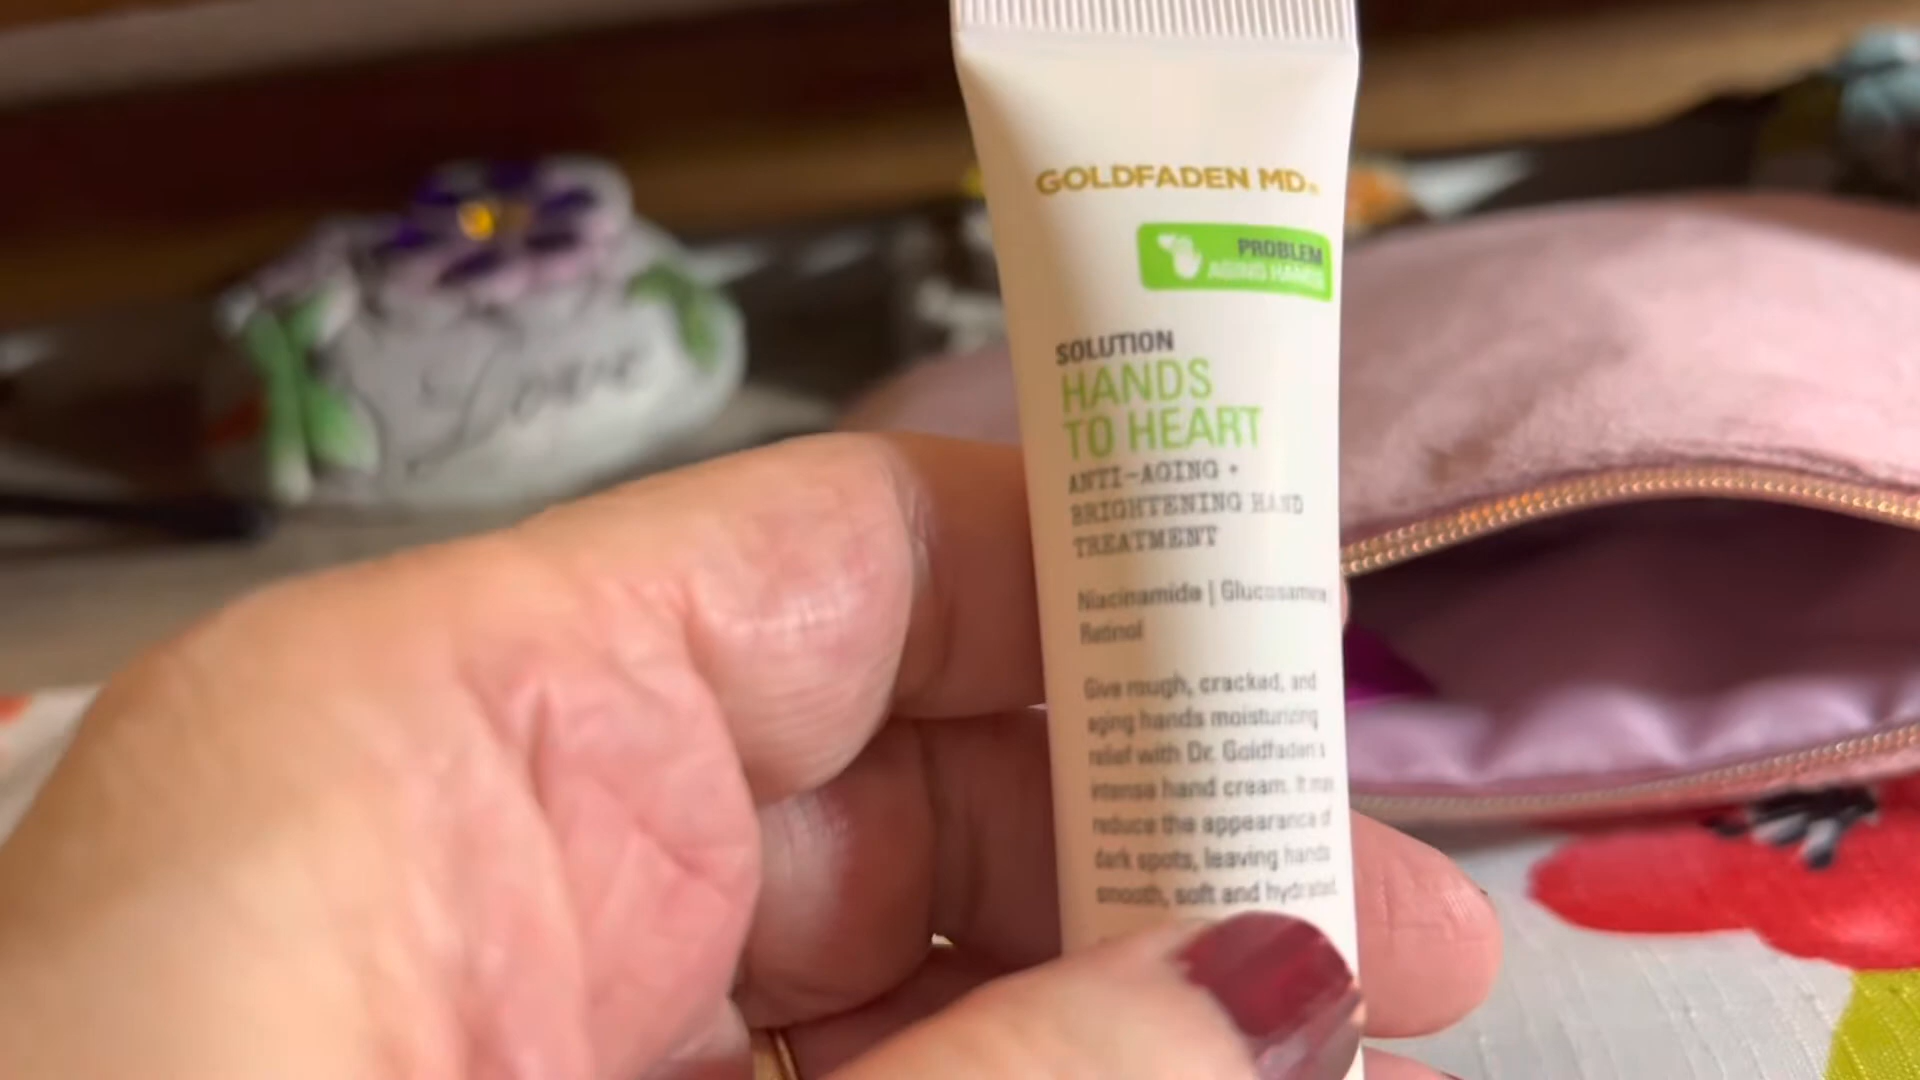 GOLDFADEN MD®
PROBLEM
AGING HANDS
SOLUTION
HANDS
TO HEART
ANTI-AGING +
BRIGHTENING HAND
TREATMENT
Niacinamide | Glucosamine
Retinol
Give rough, cracked, and
aging hands moisturizing
relief with Dr. Goldfaden's
intense hand cream. It may
reduce the appearance of
dark spots, leaving hands
smooth, soft and hydrated.
Love